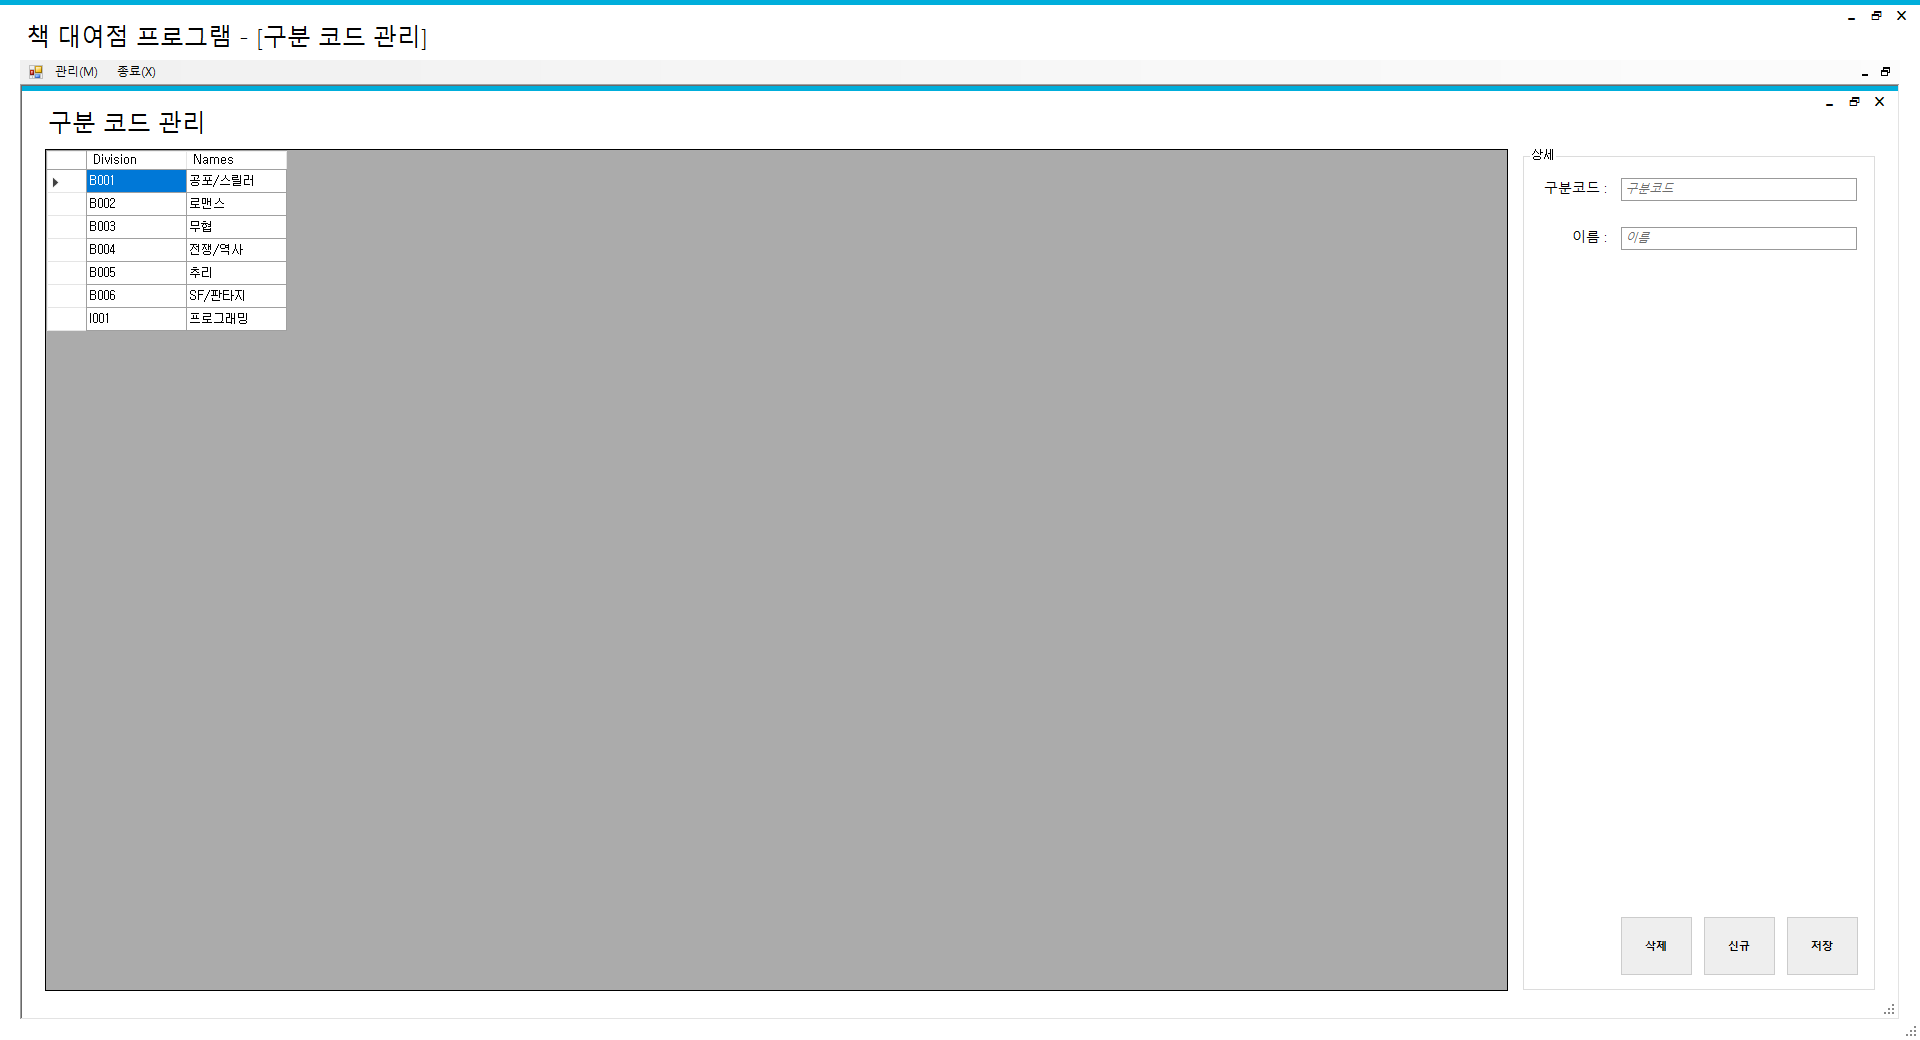 책 대여점 프로그램 - [구분 코드 관리]
관리(M) 종료(X)
구분 코드 관리
Division Names
B001 공포/스릴러
B002 로맨스
B003 무협
B004 전쟁/역사
B005 추리
B006 SF/판타지
I001 프로그래밍
상세
구분코드 : 구분코드
이름 : 이름
삭제 신규 저장